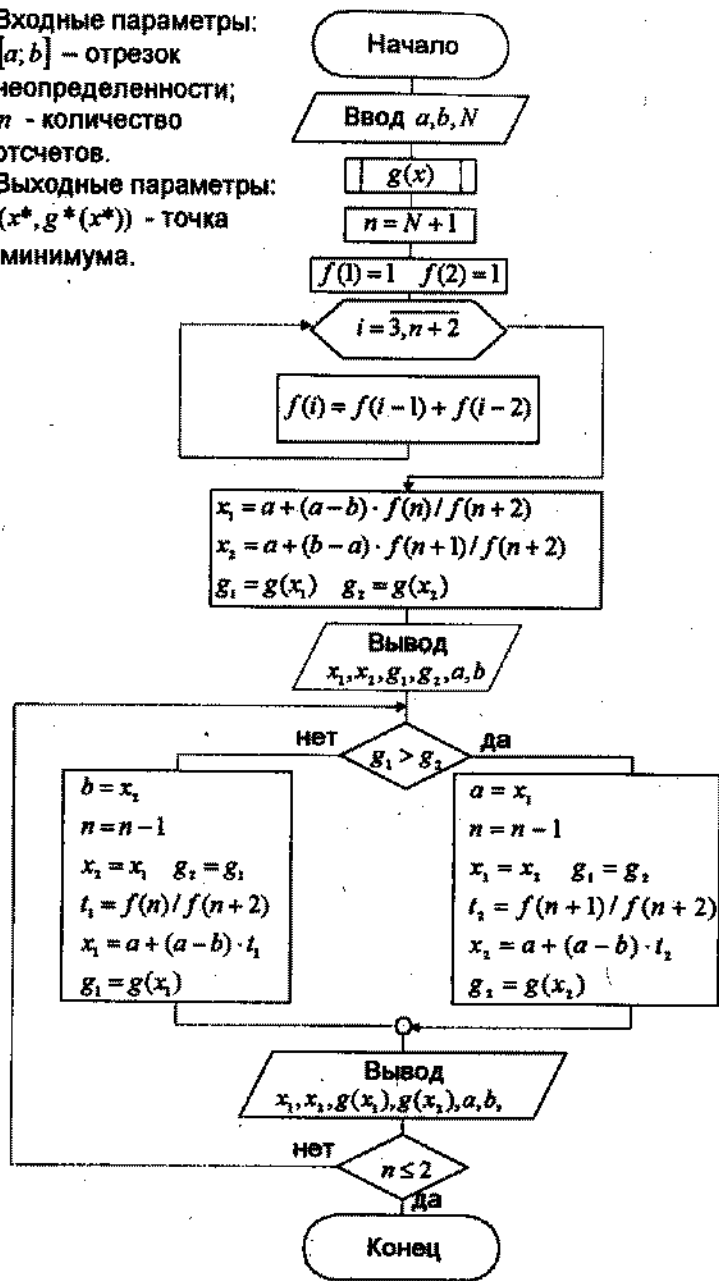 Входные параметры:
[a;b] – отрезок
неопределенности;
n - количество
отсчетов.
Выходные параметры:
(x*,g*(x*)) - точка
минимума.
Начало
Ввод a,b,N
g(x)
n=N+1
f(1)=1 f(2)=1
i=3,n+2
f(i)=f(i−1)+f(i−2)
x₁=a+(a−b)·f(n)/f(n+2)
x₂=a+(b−a)·f(n+1)/f(n+2)
g₁=g(x₁) g₂=g(x₂)
Вывод
x₁,x₂,g₁,g₂,a,b
нет
g₁>g₂
да
b=x₂
n=n−1
x₂=x₁ g₂=g₁
t₁=f(n)/f(n+2)
x₁=a+(a−b)·t₁
g₁=g(x₁)
a=x₁
n=n−1
x₁=x₂ g₁=g₂
t₂=f(n+1)/f(n+2)
x₂=a+(a−b)·t₂
g₂=g(x₂)
Вывод
x₁,x₂,g(x₁),g(x₂),a,b,
нет
n≤2
да
Конец